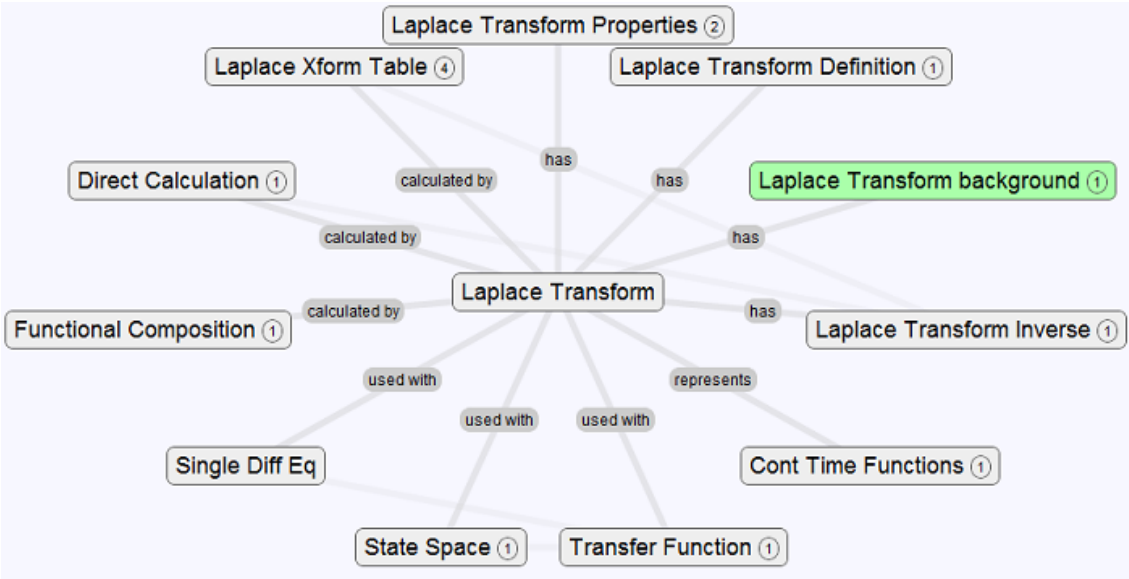 Laplace Transform Properties 2
Laplace Xform Table 4
Laplace Transform Definition 1
has
calculated by
has
Direct Calculation 1
Laplace Transform background 1
calculated by
has
Laplace Transform
calculated by
has
Functional Composition 1
Laplace Transform Inverse 1
used with
represents
used with
used with
Single Diff Eq
Cont Time Functions 1
State Space 1
Transfer Function 1